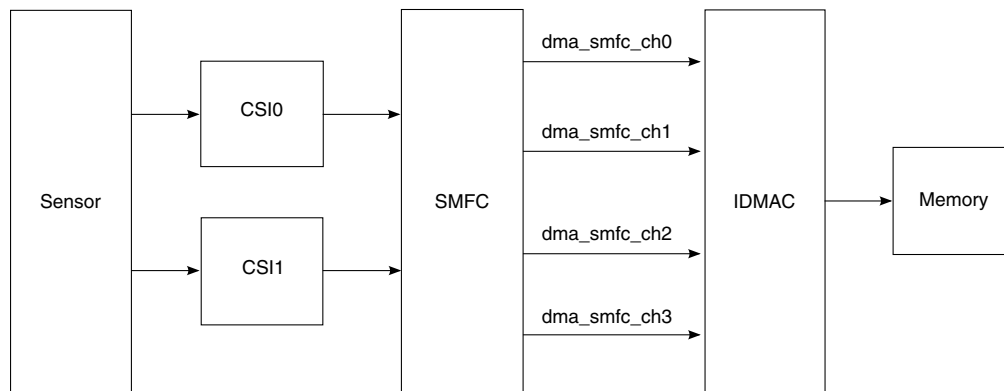 dma_smfc_ch0
CSI0
dma_smfc_ch1
Sensor
SMFC
IDMAC
Memory
dma_smfc_ch2
CSI1
dma_smfc_ch3